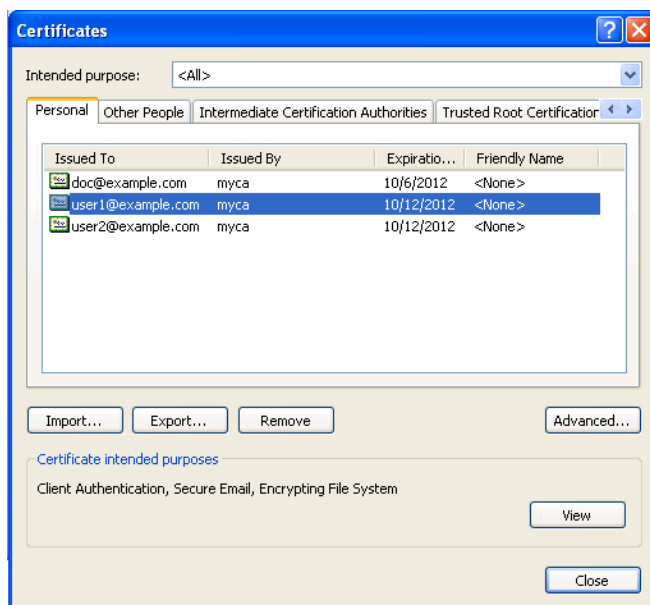 Certificates
Intended purpose: <All>
Personal Other People Intermediate Certification Authorities Trusted Root Certification
Issued To Issued By Expiratio... Friendly Name
doc@example.com myca 10/6/2012 <None>
user1@example.com myca 10/12/2012 <None>
user2@example.com myca 10/12/2012 <None>
Import... Export... Remove Advanced...
Certificate intended purposes
Client Authentication, Secure Email, Encrypting File System
View
Close